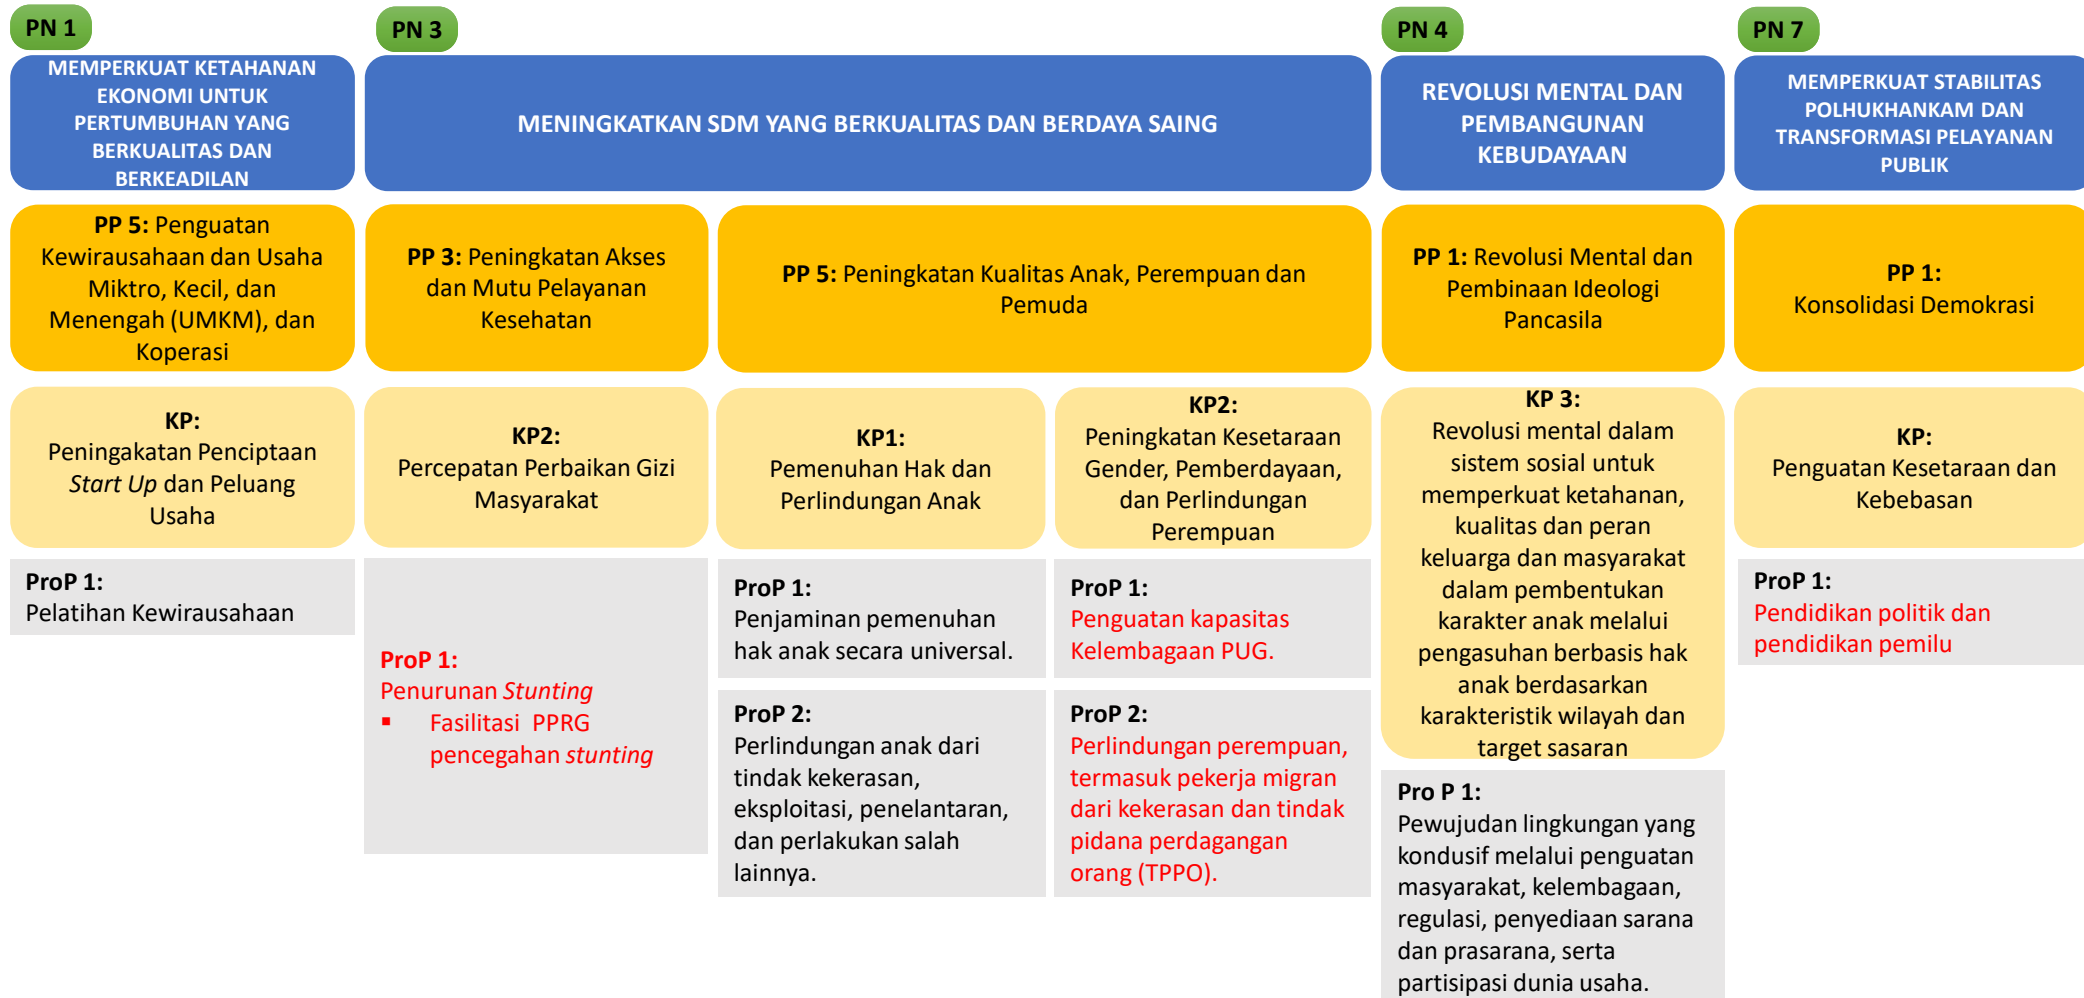 PN 1
MEMPERKUAT KETAHANAN
EKONOMI UNTUK
PERTUMBUHAN YANG
BERKUALITAS DAN
BERKEADILAN
PP 5: Penguatan
Kewirausahaan dan Usaha
Miktro, Kecil, dan
Menengah (UMKM), dan
Koperasi
KP:
Peningakatan Penciptaan
Start Up dan Peluang
Usaha
ProP 1:
Pelatihan Kewirausahaan
PN 3
MENINGKATKAN SDM YANG BERKUALITAS DAN BERDAYA SAING
PP 3: Peningkatan Akses
dan Mutu Pelayanan
Kesehatan
KP2:
Percepatan Perbaikan Gizi
Masyarakat
ProP 1:
Penurunan Stunting
▪ Fasilitasi PPRG
pencegahan stunting
PP 5: Peningkatan Kualitas Anak, Perempuan dan
Pemuda
KP1:
Pemenuhan Hak dan
Perlindungan Anak
ProP 1:
Penjaminan pemenuhan
hak anak secara universal.
ProP 2:
Perlindungan anak dari
tindak kekerasan,
eksploitasi, penelantaran,
dan perlakukan salah
lainnya.
KP2:
Peningkatan Kesetaraan
Gender, Pemberdayaan,
dan Perlindungan
Perempuan
ProP 1:
Penguatan kapasitas
Kelembagaan PUG.
ProP 2:
Perlindungan perempuan,
termasuk pekerja migran
dari kekerasan dan tindak
pidana perdagangan
orang (TPPO).
PN 4
REVOLUSI MENTAL DAN
PEMBANGUNAN
KEBUDAYAAN
PP 1: Revolusi Mental dan
Pembinaan Ideologi
Pancasila
KP 3:
Revolusi mental dalam
sistem sosial untuk
memperkuat ketahanan,
kualitas dan peran
keluarga dan masyarakat
dalam pembentukan
karakter anak melalui
pengasuhan berbasis hak
anak berdasarkan
karakteristik wilayah dan
target sasaran
Pro P 1:
Pewujudan lingkungan yang
kondusif melalui penguatan
masyarakat, kelembagaan,
regulasi, penyediaan sarana
dan prasarana, serta
partisipasi dunia usaha.
PN 7
MEMPERKUAT STABILITAS
POLHUKHANKAM DAN
TRANSFORMASI PELAYANAN
PUBLIK
PP 1:
Konsolidasi Demokrasi
KP:
Penguatan Kesetaraan dan
Kebebasan
ProP 1:
Pendidikan politik dan
pendidikan pemilu